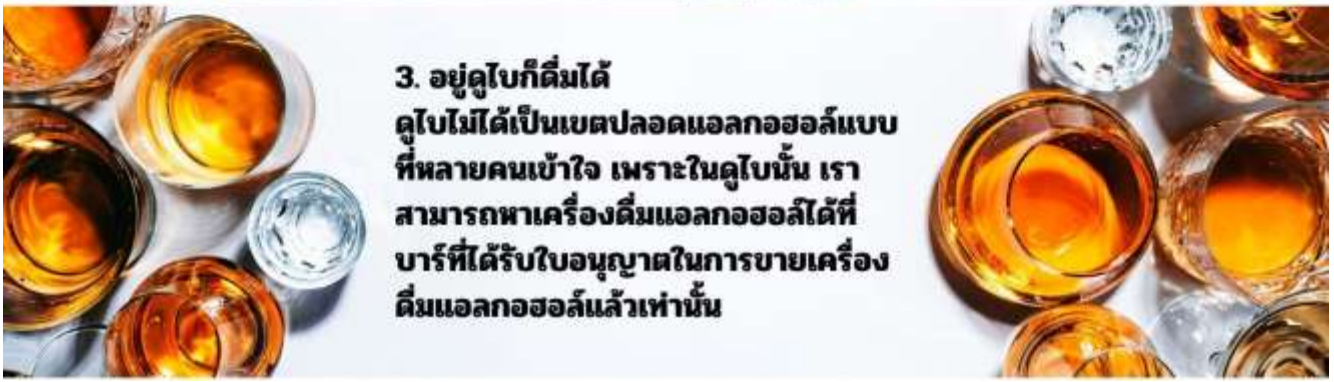 3. อยู่ดูไบก็ดื่มได้
ดูไบไม่ได้เป็นเขตปลอดแอลกอฮอล์แบบ
ที่หลายคนเข้าใจ เพราะในดูไบนั้น เรา
สามารถหาเครื่องดื่มแอลกอฮอล์ได้ที่
บาร์ที่ได้รับใบอนุญาตในการขายเครื่อง
ดื่มแอลกอฮอล์แล้วเท่านั้น